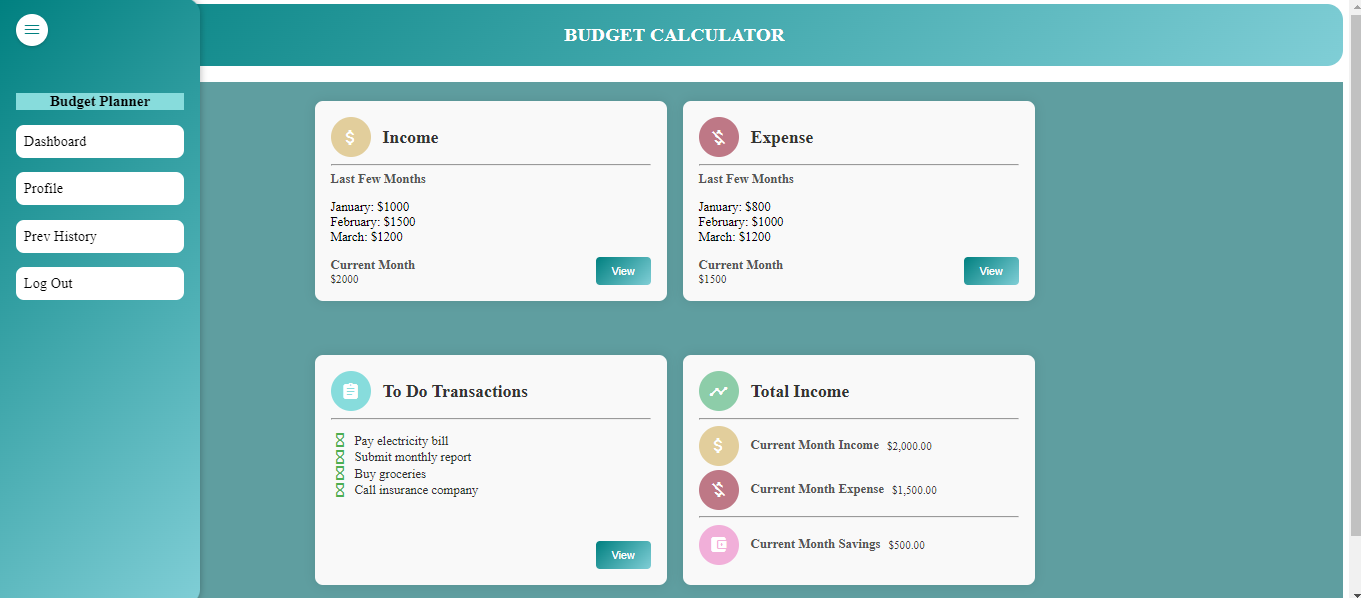 BUDGET CALCULATOR
Budget Planner
Dashboard
Profile
Prev History
Log Out
Income
Last Few Months
January: $1000
February: $1500
March: $1200
Current Month
$2000
View
Expense
Last Few Months
January: $800
February: $1000
March: $1200
Current Month
$1500
View
To Do Transactions
Pay electricity bill
Submit monthly report
Buy groceries
Call insurance company
View
Total Income
Current Month Income $2,000.00
Current Month Expense $1,500.00
Current Month Savings $500.00